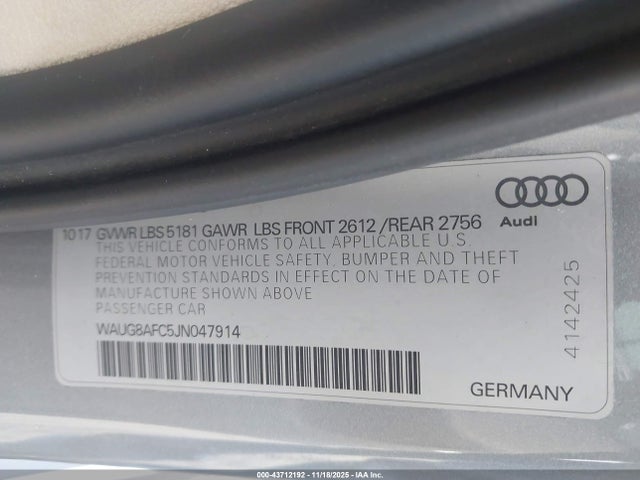 10 17 GVWR LBS 5181 GAWR LBS FRONT 2612 /REAR 2756
THIS VEHICLE CONFORMS TO ALL APPLICABLE U.S.
FEDERAL MOTOR VEHICLE SAFETY, BUMPER AND THEFT
PREVENTION STANDARDS IN EFFECT ON THE DATE OF
MANUFACTURE SHOWN ABOVE
PASSENGER CAR
WAUG8AFC5JN047914
Audi
4142425
GERMANY
000-43712192 - 11/18/2025 - IAA Inc.